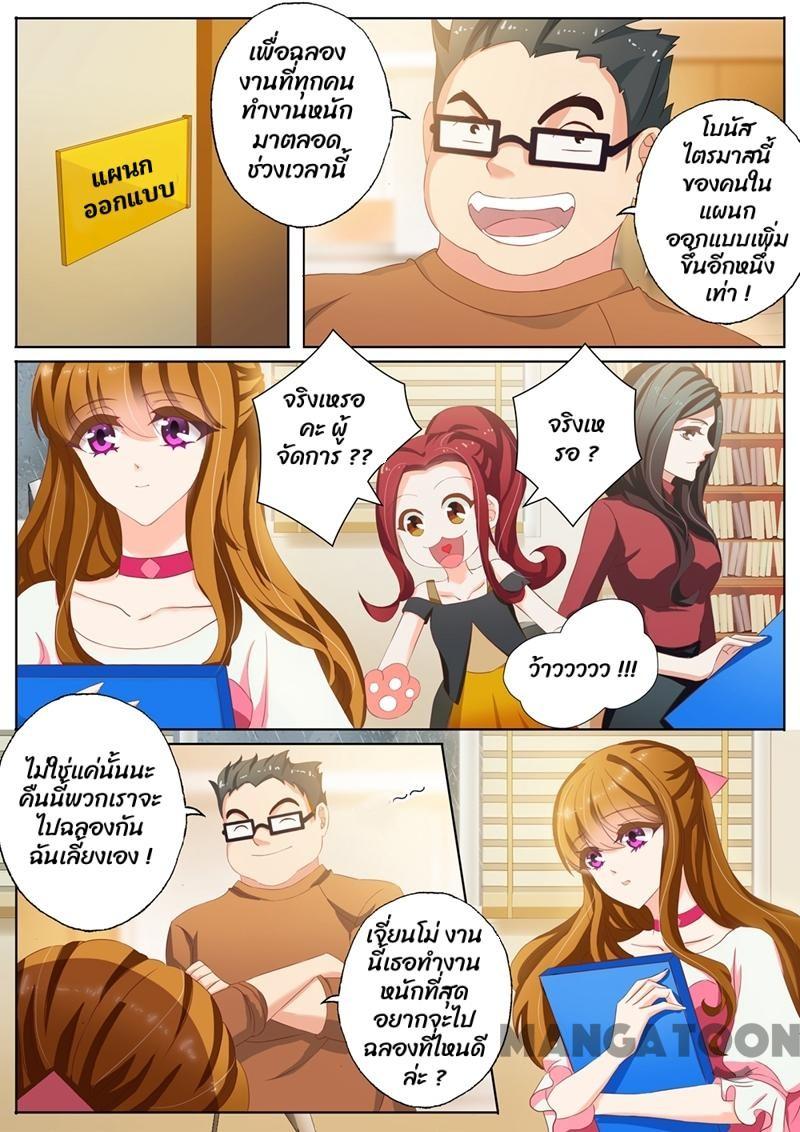 แผนก
ออกแบบ
เพื่อฉลอง
งานที่ทุกคน
ทำงานหนัก
มาตลอด
ช่วงเวลานี้
โบนัส
ไตรมาสนี้
ของคนใน
แผนก
ออกแบบเพิ่ม
ขึ้นอีกหนึ่ง
เท่า !
จริงเหรอ
คะ ผู้
จัดการ ??
จริงเห
รอ ?
ว้าววววว !!!
ไม่ใช่แค่นั้นนะ
คืนนี้พวกเราจะ
ไปฉลองกัน
ฉันเลี้ยงเอง !
เจี่ยนโม่ งาน
นี้เธอทำงาน
หนักที่สุด
อยากจะไป
ฉลองที่ไหนดี
ล่ะ ?
MANGATOON